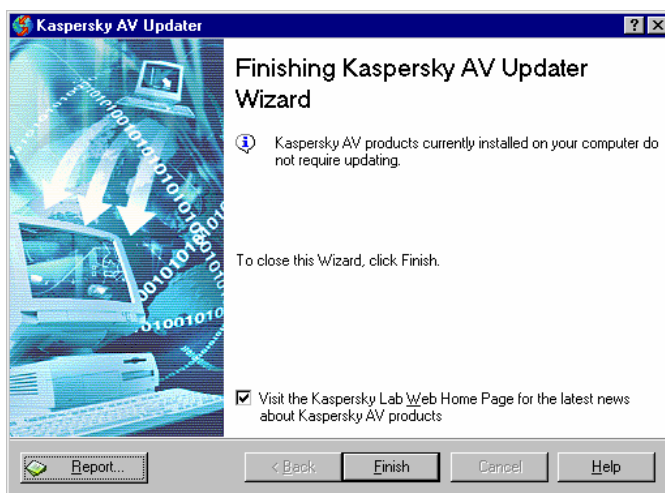 Kaspersky AV Updater
Finishing Kaspersky AV Updater
Wizard
Kaspersky AV products currently installed on your computer do
not require updating.
To close this Wizard, click Finish.
Visit the Kaspersky Lab Web Home Page for the latest news
about Kaspersky AV products
Report...
< Back
Finish
Cancel
Help